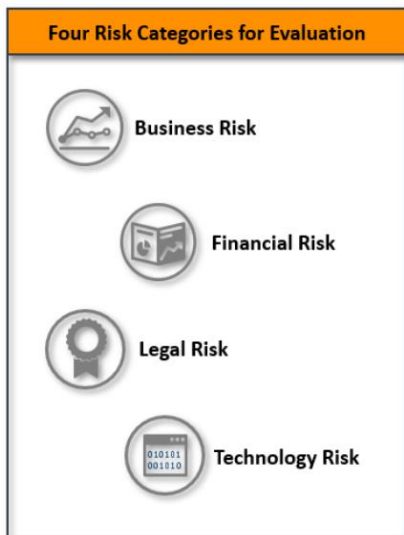 Four Risk Categories for Evaluation
Business Risk
Financial Risk
Legal Risk
010101
001010
Technology Risk